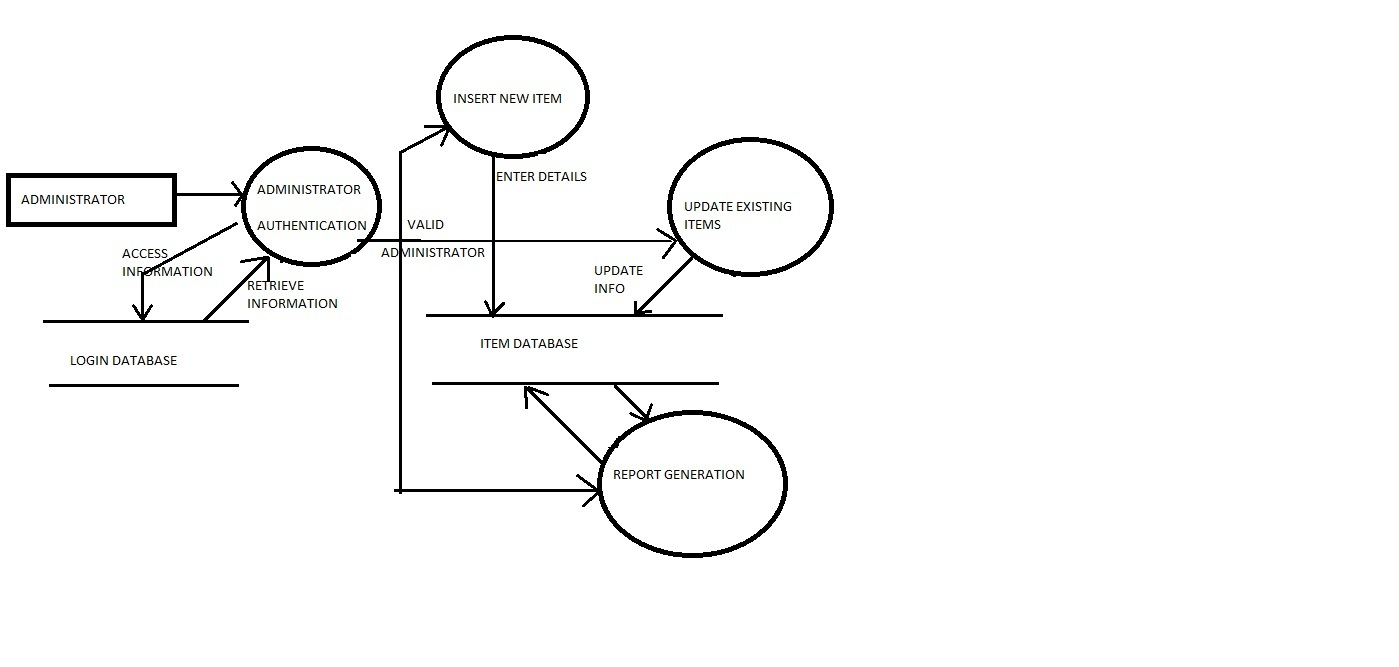 INSERT NEW ITEM
ENTER DETAILS
ADMINISTRATOR
ADMINISTRATOR
AUTHENTICATION
VALID
ADMINISTRATOR
UPDATE EXISTING
ITEMS
ACCESS
INFORMATION
RETRIEVE
INFORMATION
UPDATE
INFO
LOGIN DATABASE
ITEM DATABASE
REPORT GENERATION